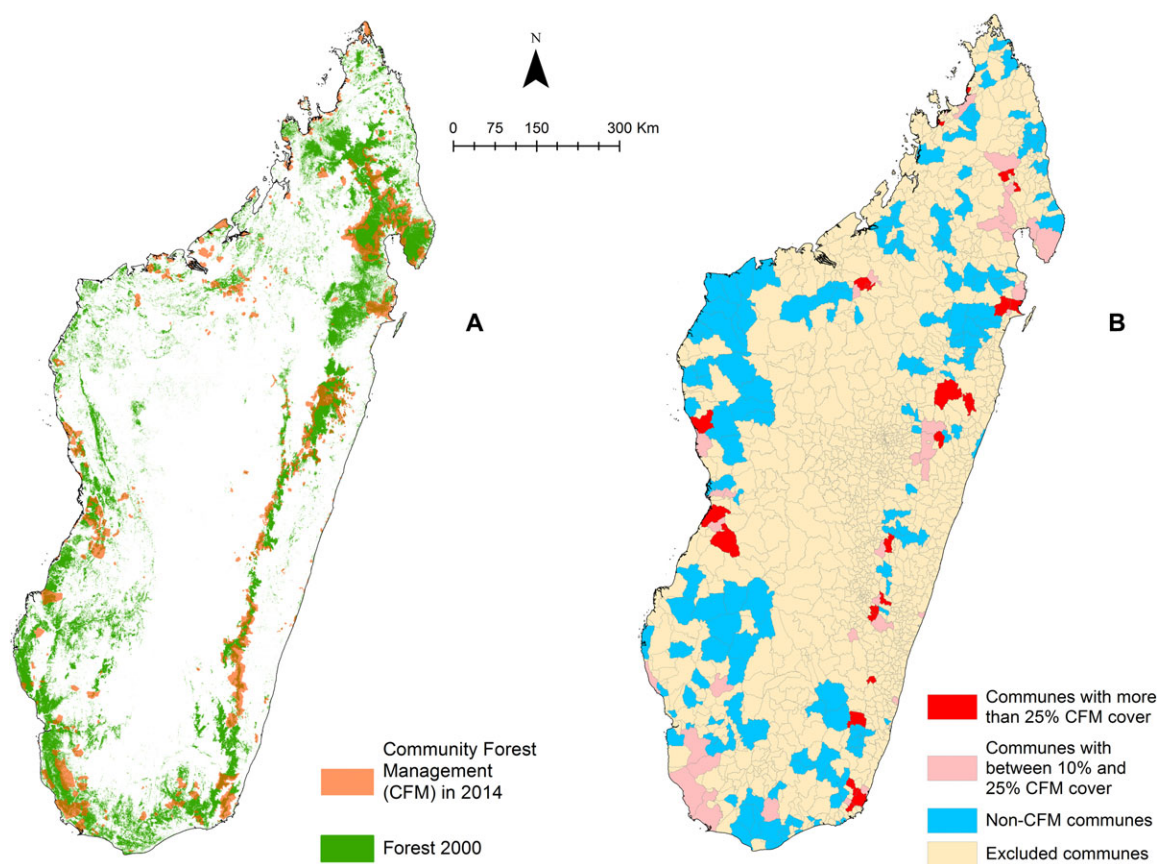 N
0 75 150 300 Km
A
B
Community Forest
Management
(CFM) in 2014
Forest 2000
Communes with more
than 25% CFM cover
Communes with
between 10% and
25% CFM cover
Non-CFM communes
Excluded communes